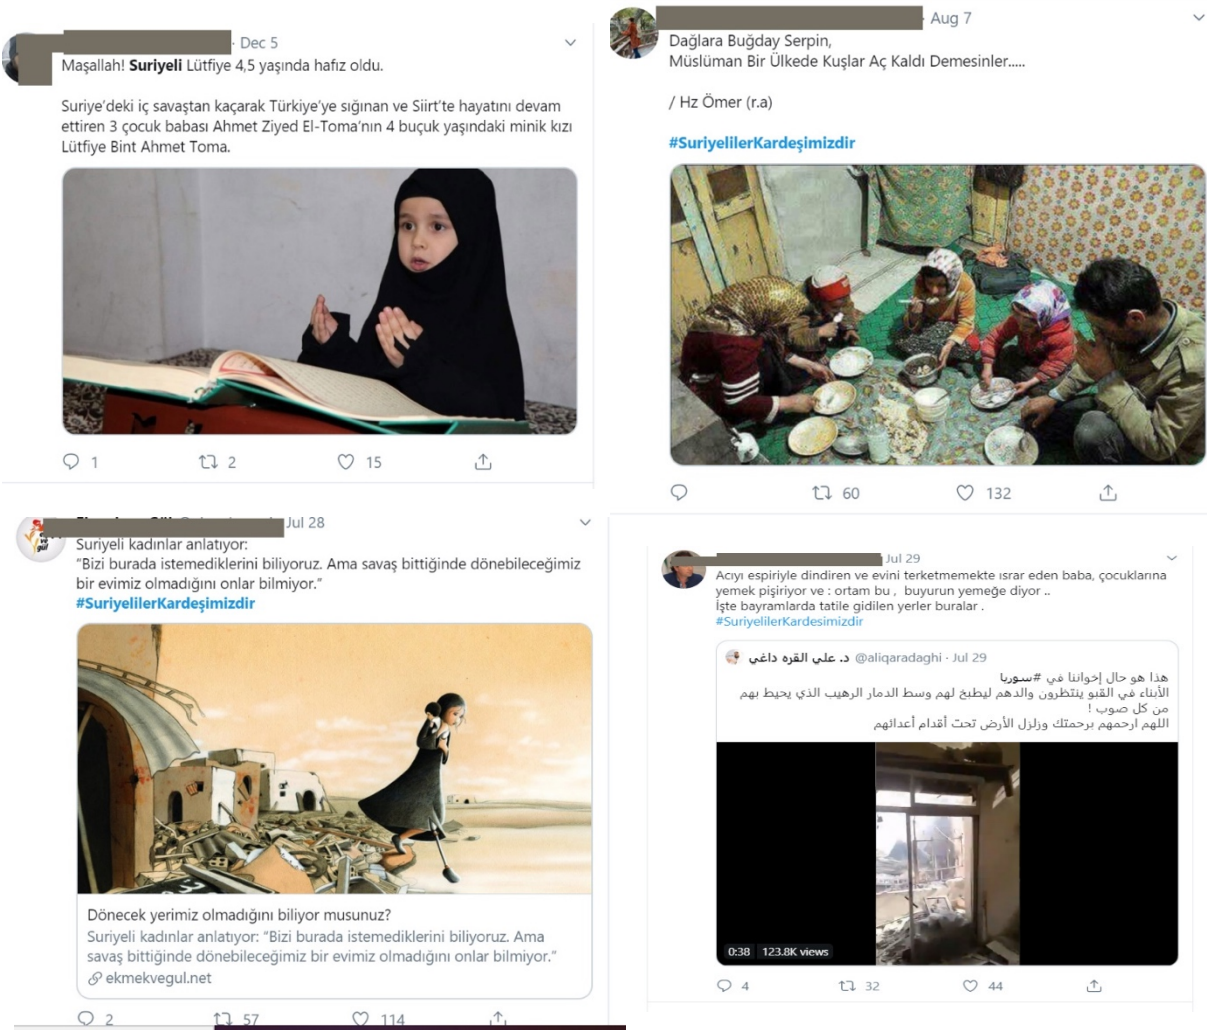 Dec 5
Maşallah! Suriyeli Lütfiye 4,5 yaşında hafız oldu.
Suriye'deki iç savaştan kaçarak Türkiye'ye sığınan ve Siirt'te hayatını devam
ettiren 3 çocuk babası Ahmet Ziyed El-Toma'nın 4 buçuk yaşındaki minik kızı
Lütfiye Bint Ahmet Toma.
1 2 15
· Aug 7
Dağlara Buğday Serpin,
Müslüman Bir Ülkede Kuşlar Aç Kaldı Demesinler.....
/ Hz Ömer (r.a)
#SuriyelilerKardeşimizdir
60 132
Jul 28
Suriyeli kadınlar anlatıyor:
“Bizi burada istemediklerini biliyoruz. Ama savaş bittiğinde dönebileceğimiz
bir evimiz olmadığını onlar bilmiyor.”
#SuriyelilerKardeşimizdir
Dönecek yerimiz olmadığını biliyor musunuz?
Suriyeli kadınlar anlatıyor: “Bizi burada istemediklerini biliyoruz. Ama
savaş bittiğinde dönebileceğimiz bir evimiz olmadığını onlar bilmiyor.”
ekmekvegul.net
2 57 114
Jul 29
Acıyı espiriyle dindiren ve evini terketmemekte ısrar eden baba, çocuklarına
yemek pişiriyor ve : ortam bu , buyurun yemeğe diyor ..
İşte bayramlarda tatile gidilen yerler buralar .
#SuriyelilerKardesimizdir
د. علي القره داغي @aliqaradaghi · Jul 29
هذا هو حال إخواننا في #سوريا
الأبناء في القبو ينتظرون والدهم ليطبخ لهم وسط الدمار الرهيب الذي يحيط بهم
من كل صوب !
اللهم ارحمهم برحمتك وزلزل الأرض تحت أقدام أعدائهم
0:38 123.8K views
4 32 44